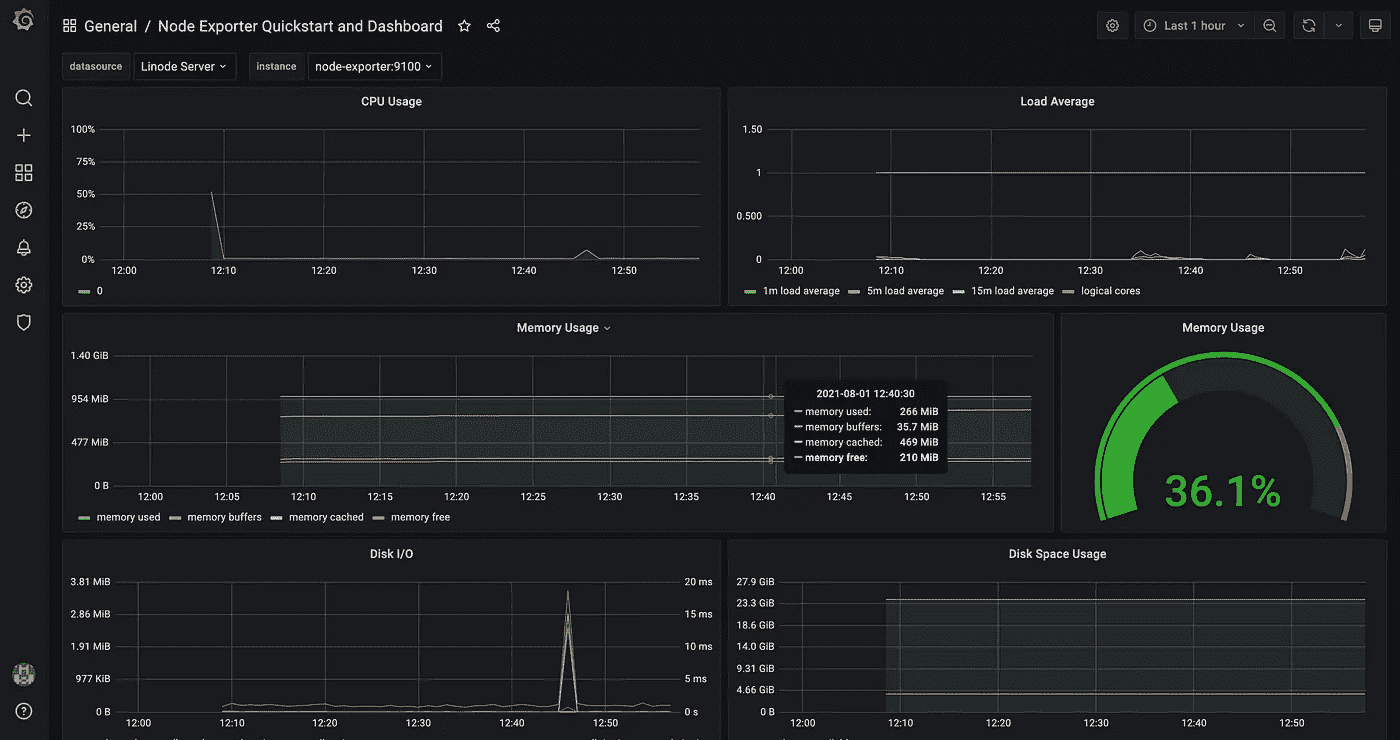 General / Node Exporter Quickstart and Dashboard
Last 1 hour
datasource Linode Server instance node-exporter:9100
CPU Usage
100%
75%
50%
25%
0%
12:00 12:10 12:20 12:30 12:40 12:50
0
Load Average
1.50
1
0.500
0
12:00 12:10 12:20 12:30 12:40 12:50
1m load average 5m load average 15m load average logical cores
Memory Usage
1.40 GiB
954 MiB
477 MiB
0 B
12:00 12:05 12:10 12:15 12:20 12:25 12:30 12:35 12:40 12:45 12:50 12:55
2021-08-01 12:40:30
memory used: 266 MiB
memory buffers: 35.7 MiB
memory cached: 469 MiB
memory free: 210 MiB
memory used memory buffers memory cached memory free
Memory Usage
36.1%
Disk I/O
3.81 MiB
2.86 MiB
1.91 MiB
977 KiB
0 B
20 ms
15 ms
10 ms
5 ms
0 s
12:00 12:10 12:20 12:30 12:40 12:50
Disk Space Usage
27.9 GiB
23.3 GiB
18.6 GiB
14.0 GiB
9.31 GiB
4.66 GiB
0 B
12:00 12:10 12:20 12:30 12:40 12:50